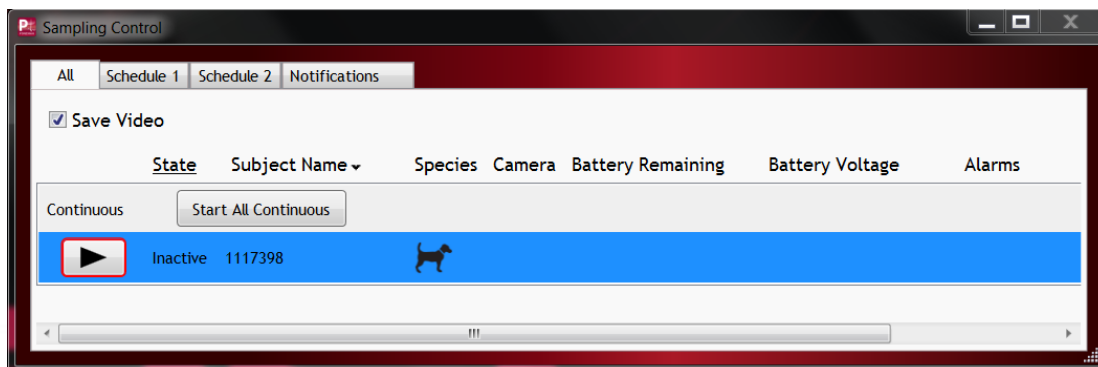 Sampling Control
All Schedule 1 Schedule 2 Notifications
Save Video
State Subject Name Species Camera Battery Remaining Battery Voltage Alarms
Continuous Start All Continuous
Inactive 1117398